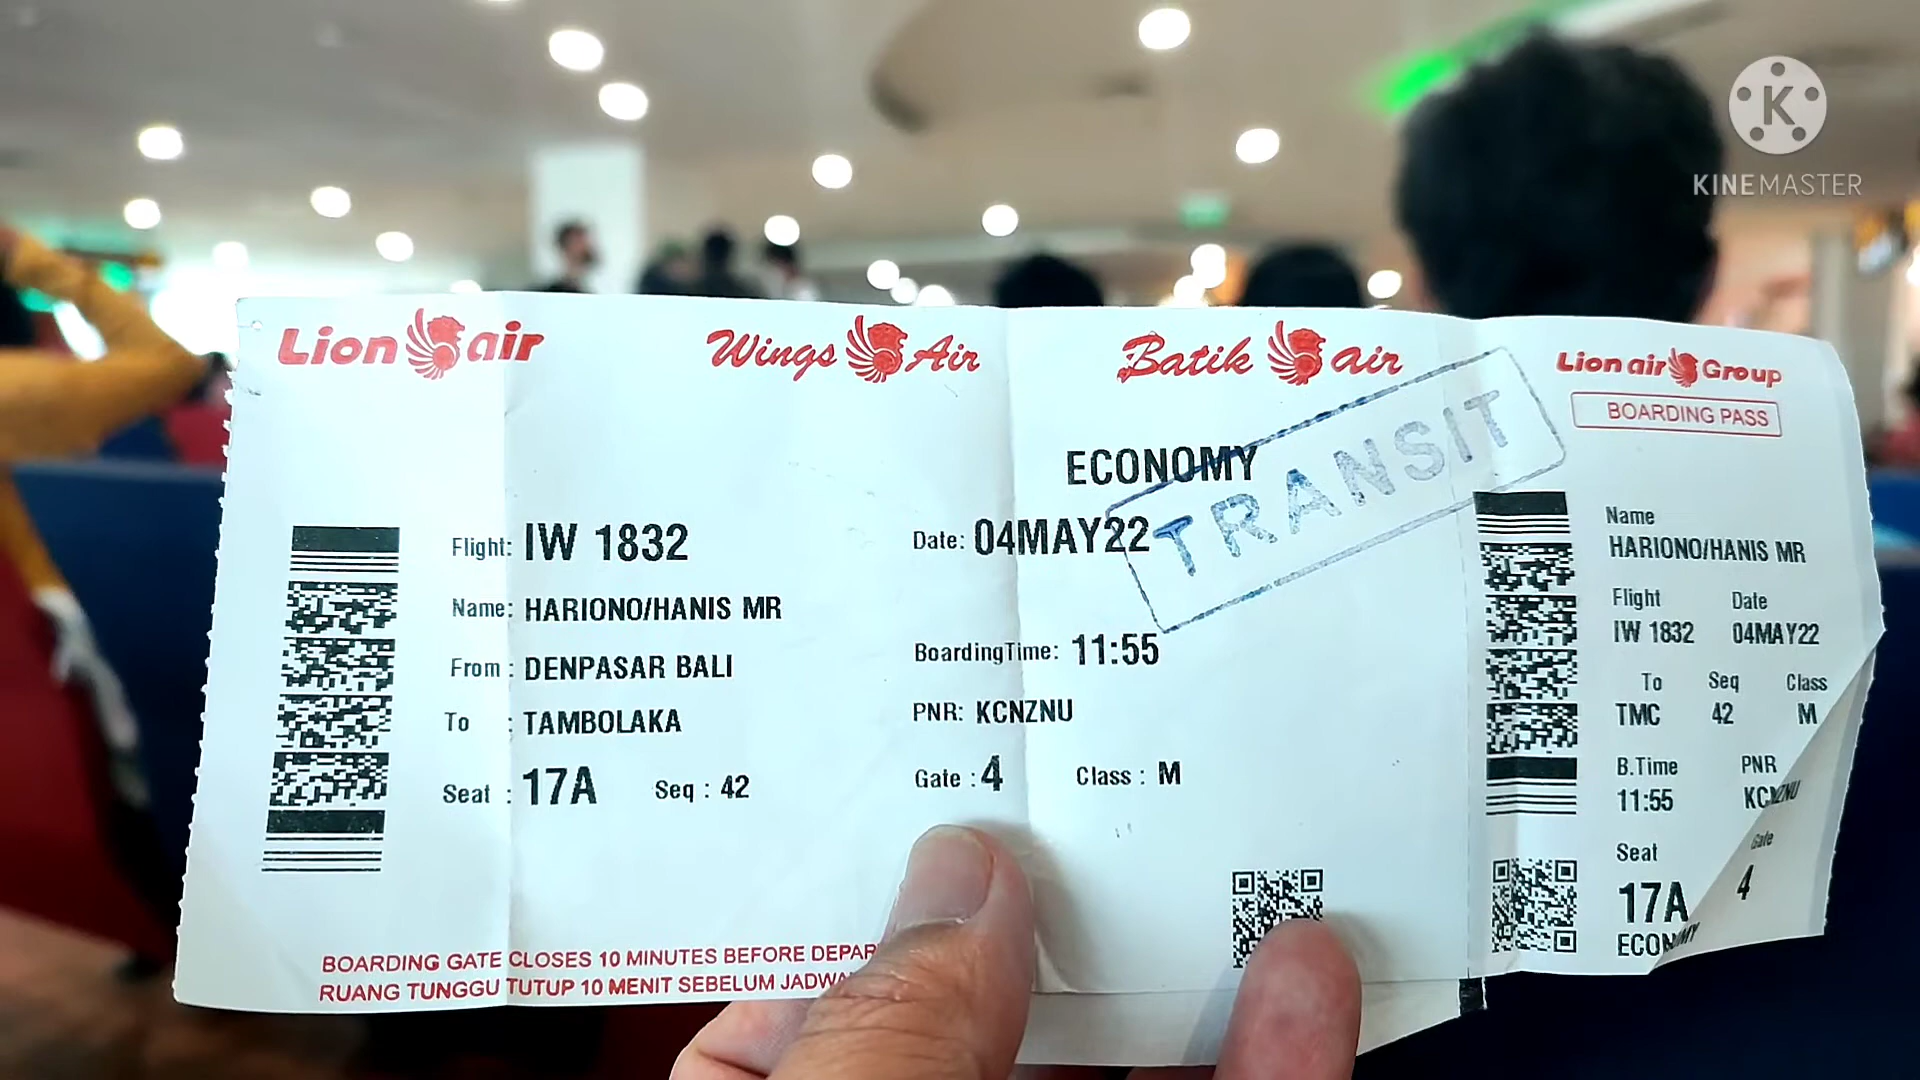 K
KINEMASTER
Lion air
Wings Air
Batik air
Lion air Group
BOARDING PASS
ECONOMY
TRANSIT
Flight: IW 1832
Date: 04MAY22
Name: HARIONO/HANIS MR
From : DENPASAR BALI
BoardingTime: 11:55
To : TAMBOLAKA
PNR: KCNZNU
Seat : 17A Seq : 42
Gate : 4 Class : M
BOARDING GATE CLOSES 10 MINUTES BEFORE
RUANG TUNGGU TUTUP 10 MENIT SEBELUM
Name
HARIONO/HANIS MR
Flight Date
IW 1832 04MAY22
To Seq Class
TMC 42 M
B.Time PNR
11:55 KCNZNU
Seat Gate
17A 4
ECONOMY